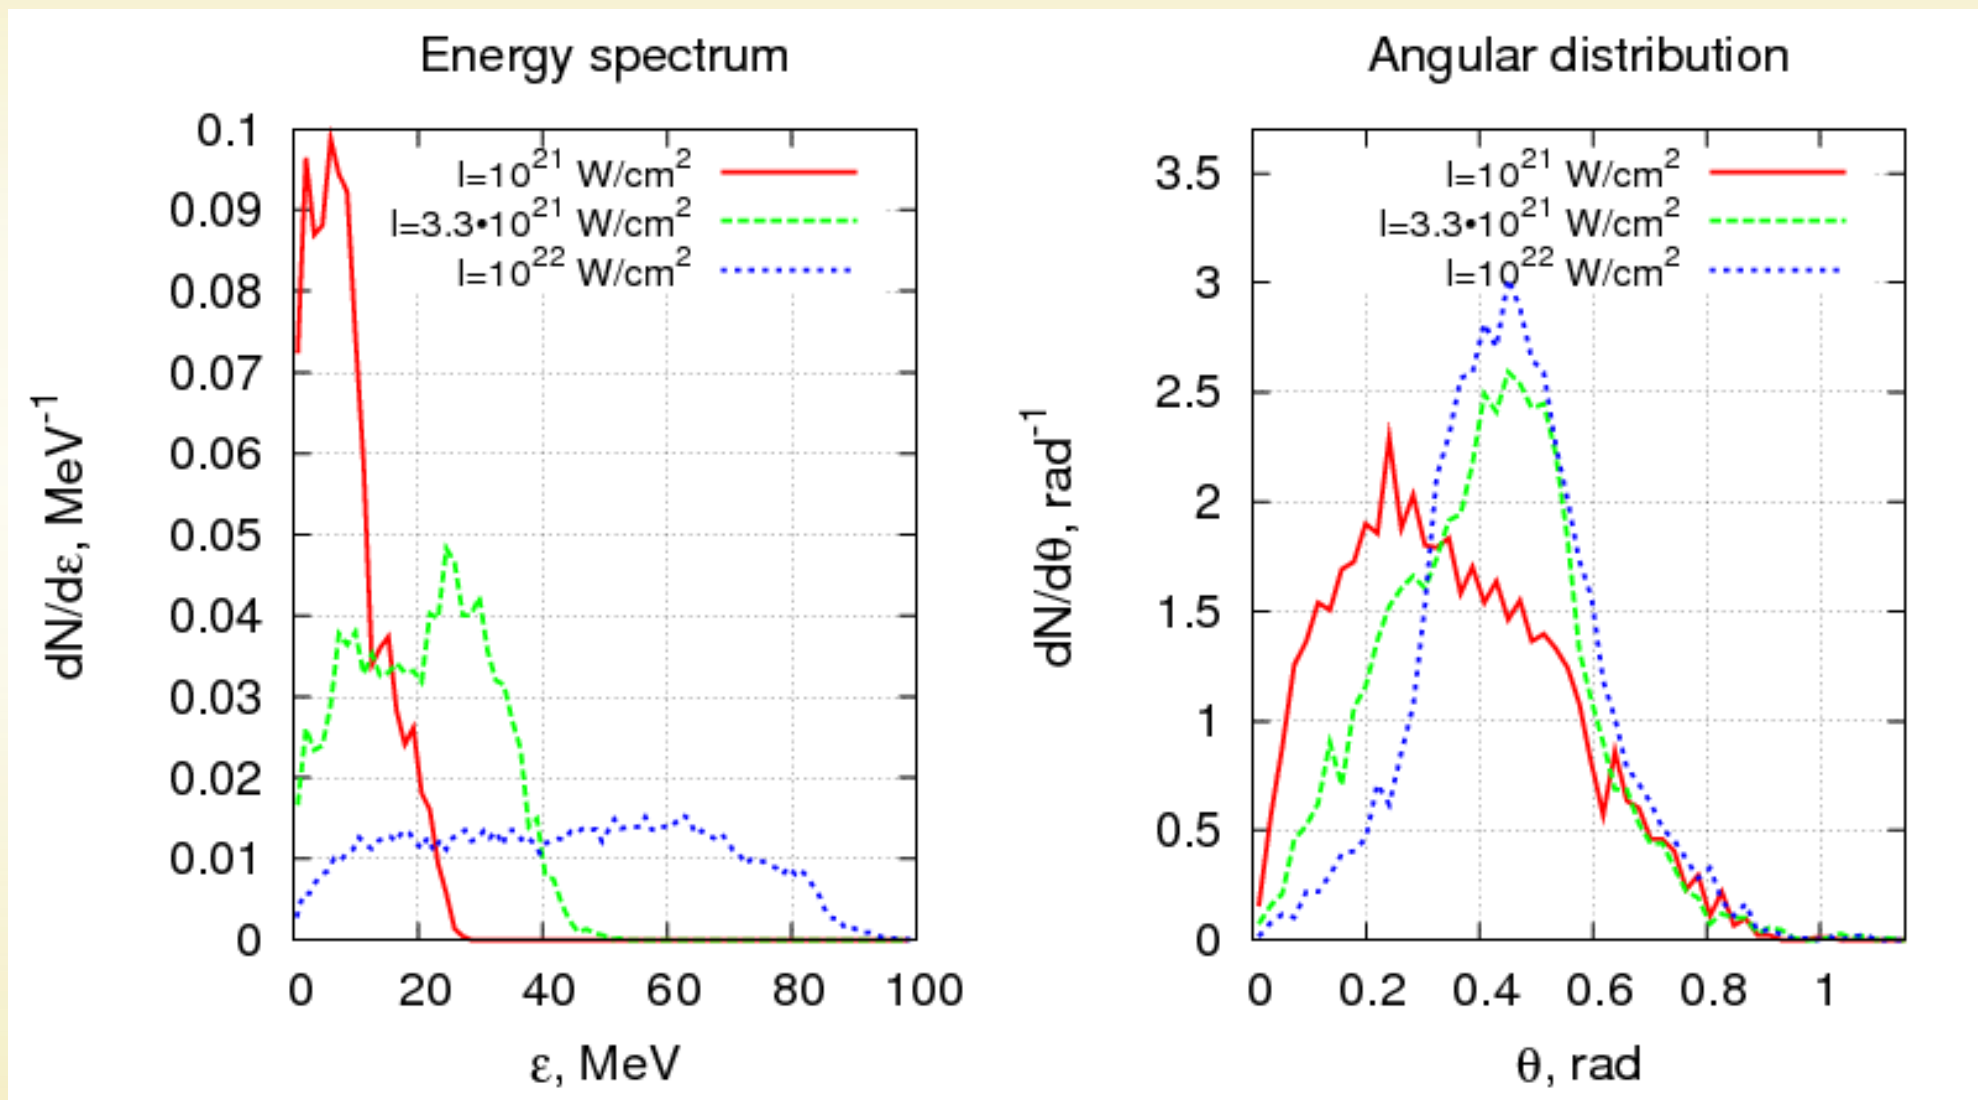 Energy spectrum
dN/dε, MeV⁻¹
0.1
0.09
0.08
0.07
0.06
0.05
0.04
0.03
0.02
0.01
0
I=10²¹ W/cm²
I=3.3•10²¹ W/cm²
I=10²² W/cm²
0 20 40 60 80 100
ε, MeV
Angular distribution
dN/dθ, rad⁻¹
3.5
3
2.5
2
1.5
1
0.5
0
I=10²¹ W/cm²
I=3.3•10²¹ W/cm²
I=10²² W/cm²
0 0.2 0.4 0.6 0.8 1
θ, rad